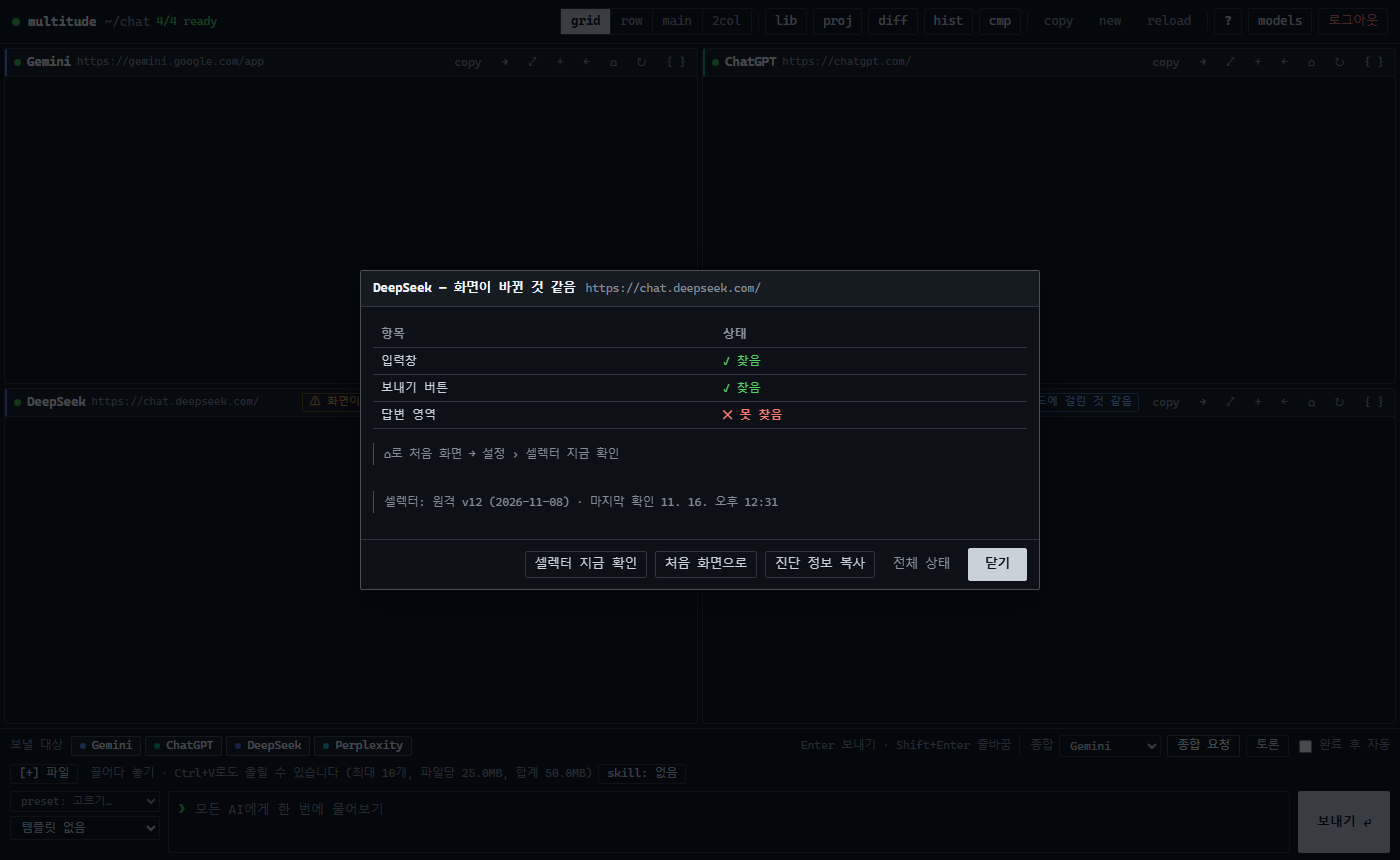 multitude ~/chat 4/4 ready grid row main 2col lib proj diff hist cmp copy new reload ? models 로그아웃
Gemini https://gemini.google.com/app copy → ⤢ + ← ⌂ ↻ { }
ChatGPT https://chatgpt.com/ copy → ⤢ + ← ⌂ ↻ { }
DeepSeek — 화면이 바뀐 것 같음 https://chat.deepseek.com/
항목 상태
입력창 ✓ 찾음
보내기 버튼 ✓ 찾음
답변 영역 ✕ 못 찾음
⌂로 처음 화면 → 설정 › 셀렉터 지금 확인
셀렉터: 원격 v12 (2026-11-08) · 마지막 확인 11. 16. 오후 12:31
셀렉터 지금 확인 처음 화면으로 진단 정보 복사 전체 상태 닫기
DeepSeek https://chat.deepseek.com/ ⚠ 화면이
걸린 것 같음 copy → ⤢ + ← ⌂ ↻ { }
보낼 대상 Gemini ChatGPT DeepSeek Perplexity Enter 보내기 · Shift+Enter 줄바꿈 종합 Gemini 종합 요청 토론 완료 후 자동
[+] 파일 끌어다 놓기 · Ctrl+V로도 올릴 수 있습니다 (최대 10개, 파일당 25.0MB, 합계 50.0MB) skill: 없음
preset: 고르기…
템플릿 없음
❯ 모든 AI에게 한 번에 물어보기
보내기 ⏎